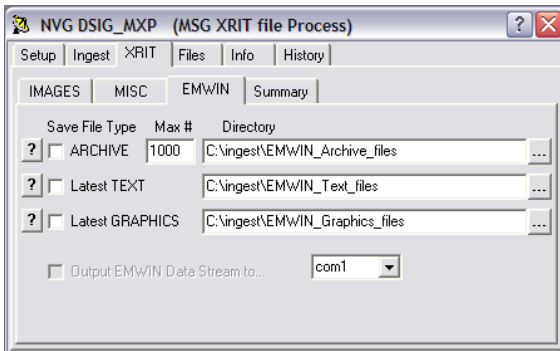 NVG DSIG_MXP (MSG XRIT file Process) ?
Setup Ingest XRIT Files Info History
IMAGES MISC EMWIN Summary
Save File Type Max # Directory
? ARCHIVE 1000 C:\ingest\EMWIN_Archive_files ...
? Latest TEXT C:\ingest\EMWIN_Text_files ...
? Latest GRAPHICS C:\ingest\EMWIN_Graphics_files ...
Output EMWIN Data Stream to... com1